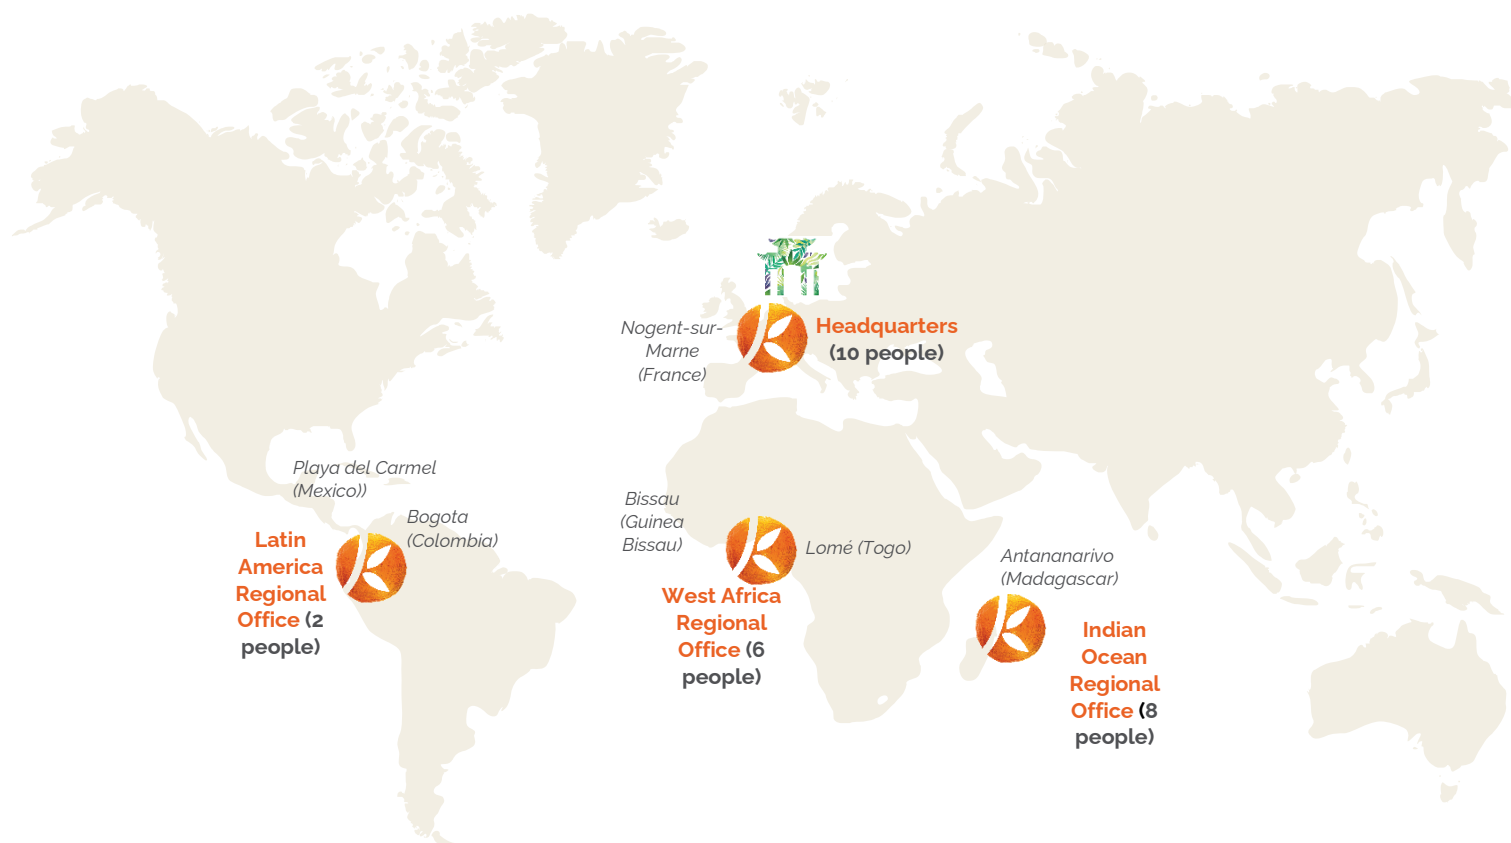 Nogent-sur-
Marne
(France)
Headquarters
(10 people)
Playa del Carmel
(Mexico))
Bogota
(Colombia)
Latin
America
Regional
Office (2
people)
Bissau
(Guinea
Bissau)
Lomé (Togo)
West Africa
Regional
Office (6
people)
Antananarivo
(Madagascar)
Indian
Ocean
Regional
Office (8
people)